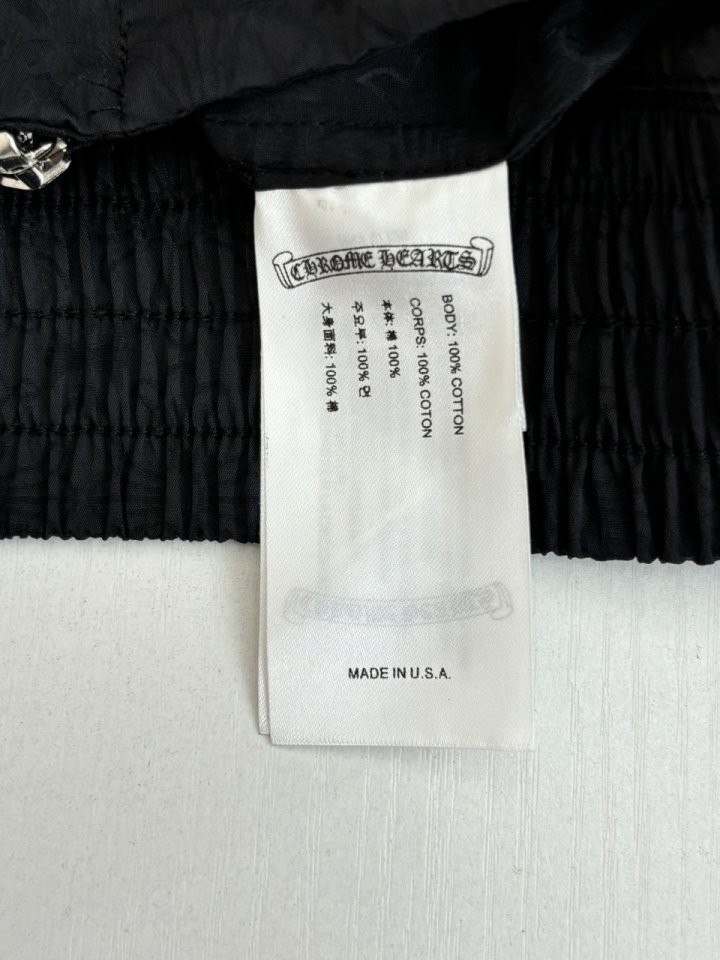 CHROME HEARTS
BODY: 100% COTTON
CORPS: 100% COTON
本体: 棉 100%
주요부: 100% 면
大身面料: 100% 棉
MADE IN U.S.A.